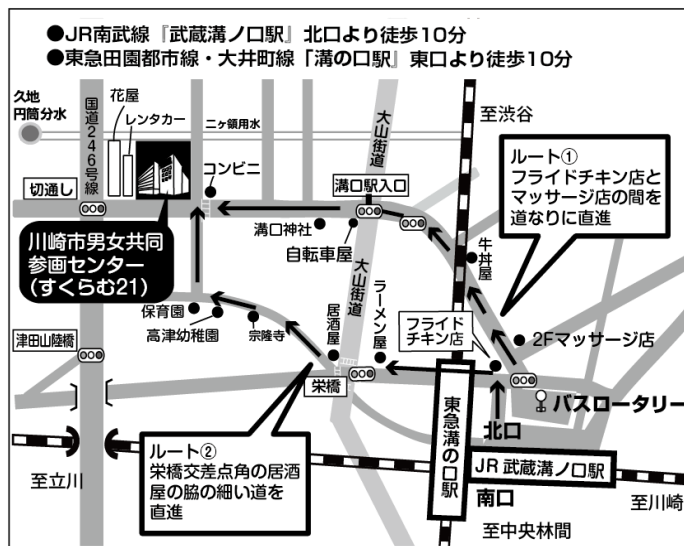 ●JR南武線『武蔵溝ノ口駅』北口より徒歩10分
●東急田園都市線・大井町線「溝の口駅」東口より徒歩10分
久地
円筒分水
国道246号線
花屋
レンタカー
二ヶ領用水
大山街道
至渋谷
コンビニ
切通し
溝口駅入口
ルート①
フライドチキン店と
マッサージ店の間を
道なりに直進
川崎市男女共同
参画センター
(すくらむ21)
溝口神社
自転車屋
牛丼屋
大山街道
保育園
高津幼稚園
宗隆寺
居酒屋
ラーメン屋
フライド
チキン店
2Fマッサージ店
津田山陸橋
栄橋
バスロータリー
北口
東急溝の口駅
ルート②
栄橋交差点角の居酒
屋の脇の細い道を
直進
JR 武蔵溝ノ口駅
南口
至立川
至川崎
至中央林間